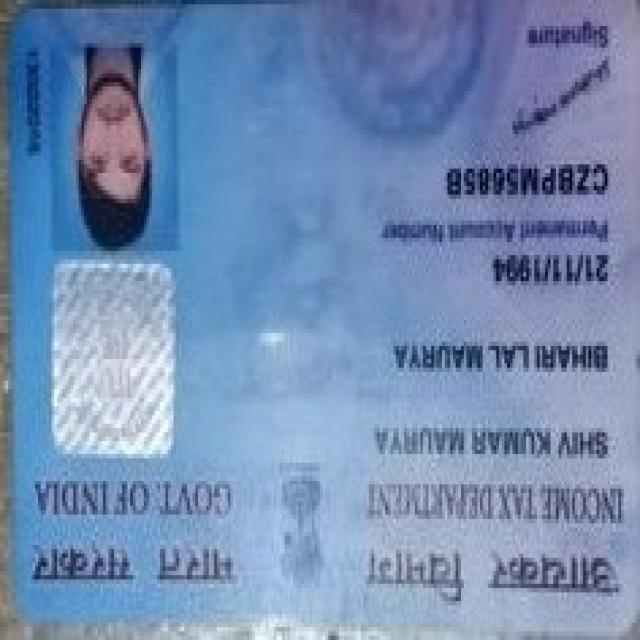 आयकर विभाग
INCOME TAX DEPARTMENT
भारत सरकार
GOVT. OF INDIA
SHIV KUMAR MAURYA
BIHARI LAL MAURYA
21/11/1994
Permanent Account Number
CZBPM5685B
Signature